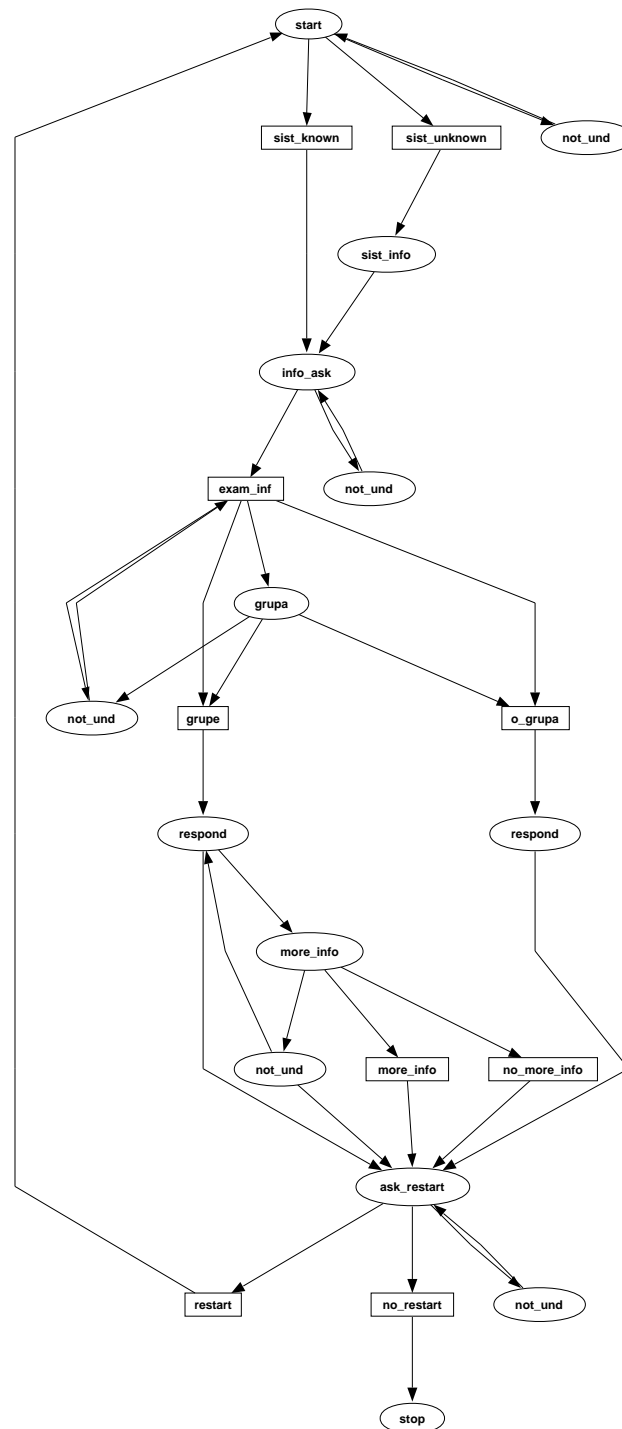 start
sist_known
sist_unknown
not_und
sist_info
info_ask
exam_inf
not_und
grupa
not_und
grupe
o_grupa
respond
respond
more_info
not_und
more_info
no_more_info
ask_restart
restart
no_restart
not_und
stop